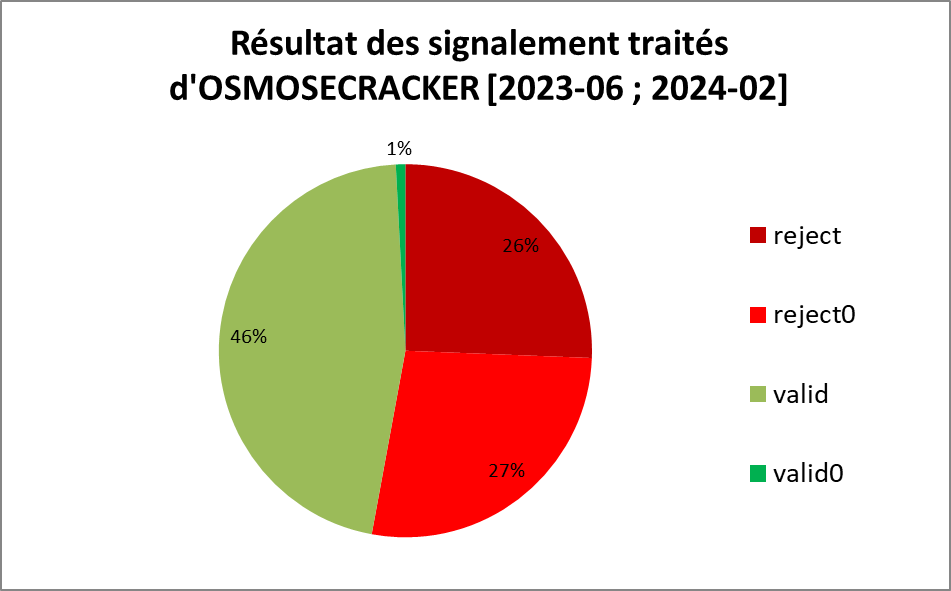 Résultat des signalement traités
d'OSMOSECRACKER [2023-06 ; 2024-02]
1%
26%
46%
27%
reject
reject0
valid
valid0